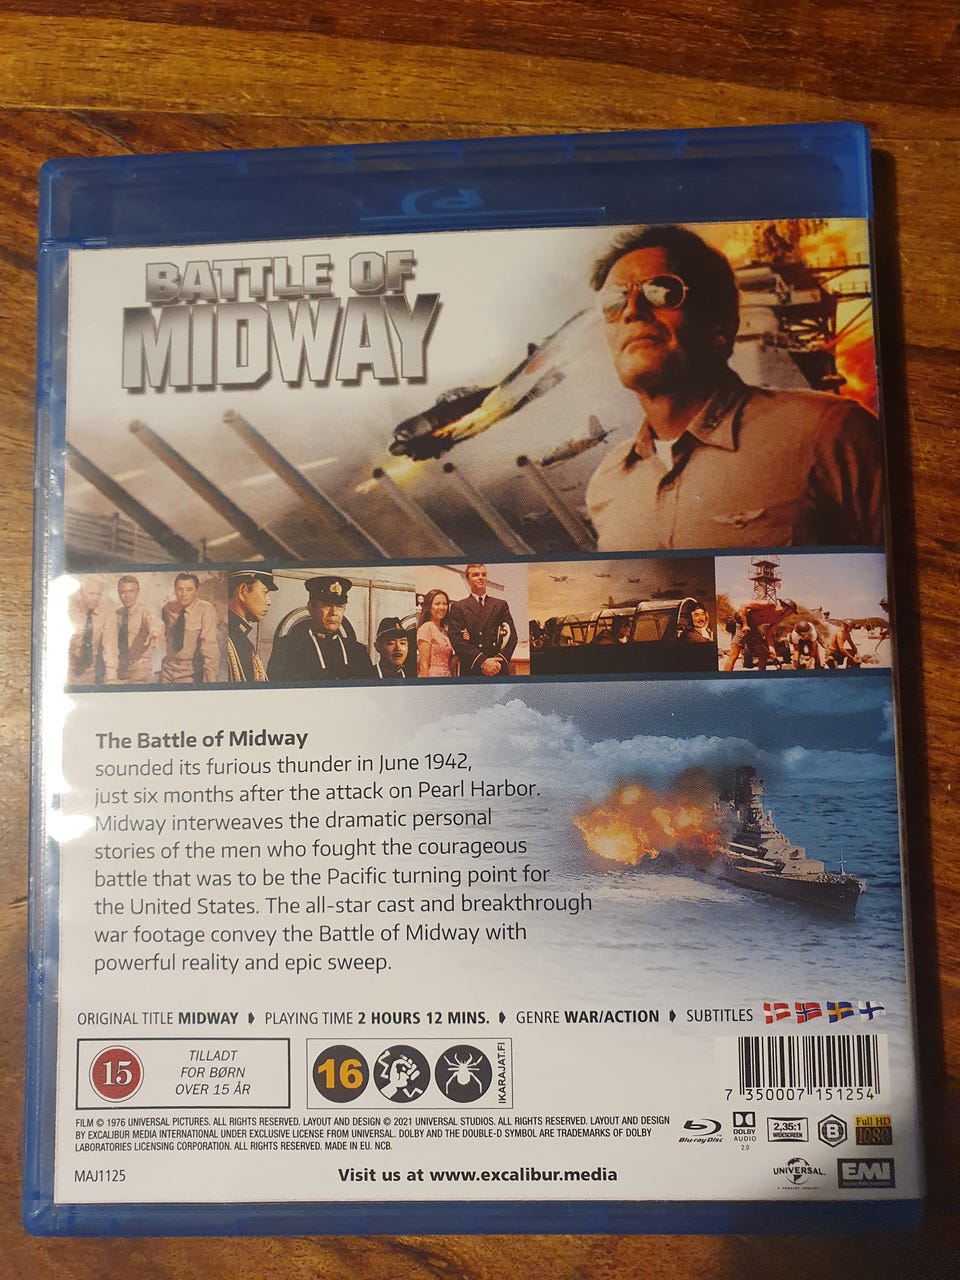 BATTLE OF
MIDWAY
The Battle of Midway
sounded its furious thunder in June 1942,
just six months after the attack on Pearl Harbor.
Midway interweaves the dramatic personal
stories of the men who fought the courageous
battle that was to be the Pacific turning point for
the United States. The all-star cast and breakthrough
war footage convey the Battle of Midway with
powerful reality and epic sweep.
ORIGINAL TITLE MIDWAY PLAYING TIME 2 HOURS 12 MINS. GENRE WAR/ACTION SUBTITLES
15
TILLADT
FOR BØRN
OVER 15 ÅR
16
IKARAJAT.FI
7 350007 151254
FILM © 1976 UNIVERSAL PICTURES. ALL RIGHTS RESERVED. LAYOUT AND DESIGN © 2021 UNIVERSAL STUDIOS. ALL RIGHTS RESERVED. LAYOUT AND DESIGN
BY EXCALIBUR MEDIA INTERNATIONAL UNDER EXCLUSIVE LICENSE FROM UNIVERSAL. DOLBY AND THE DOUBLE-D SYMBOL ARE TRADEMARKS OF DOLBY
LABORATORIES LICENSING CORPORATION. ALL RIGHTS RESERVED. MADE IN EU. NCB.
Blu-ray Disc
DOLBY
AUDIO
2.0
2,35:1
WIDESCREEN
B
Full HD
1080
MAJ1125
Visit us at www.excalibur.media
UNIVERSAL
EMI